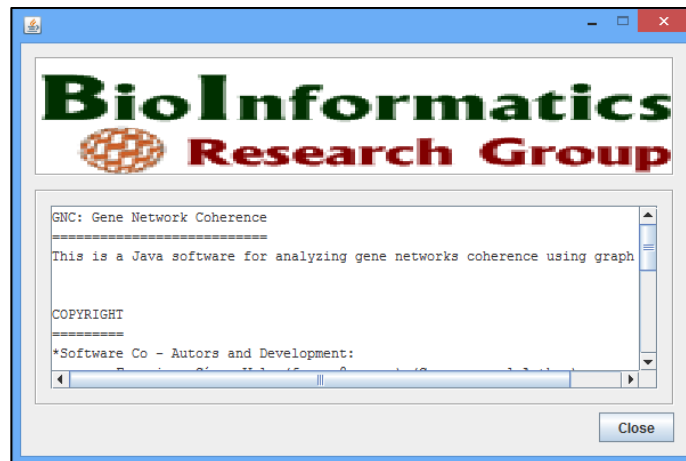 BioInformatics
Research Group
GNC: Gene Network Coherence
===========================
This is a Java software for analyzing gene networks coherence using graph
COPYRIGHT
=========
*Software Co - Autors and Development:
Close